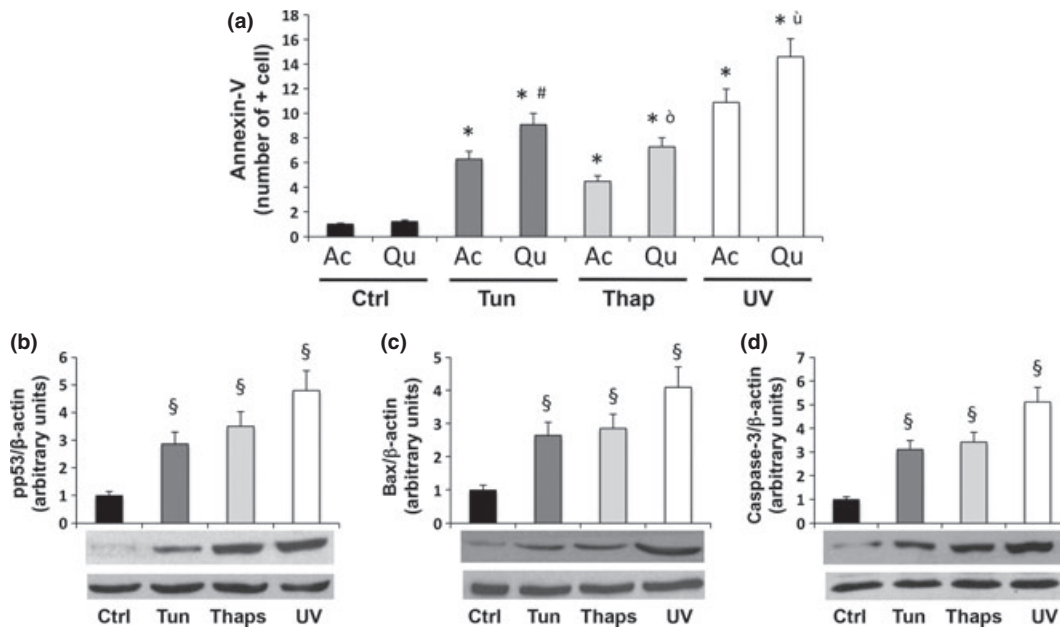 (a)
Annexin-V
(number of + cell)
18
16
14
12
10
8
6
4
2
0
* * # * * ò * * ù
Ac Qu Ac Qu Ac Qu Ac Qu
Ctrl Tun Thap UV
(b)
pp53/β-actin
(arbitrary units)
6
5
4
3
2
1
0
§ § §
Ctrl Tun Thaps UV
(c)
Bax/β-actin
(arbitrary units)
5
4
3
2
1
0
§ § §
Ctrl Tun Thaps UV
(d)
Caspase-3/β-actin
(arbitrary units)
7
6
5
4
3
2
1
0
§ § §
Ctrl Tun Thaps UV